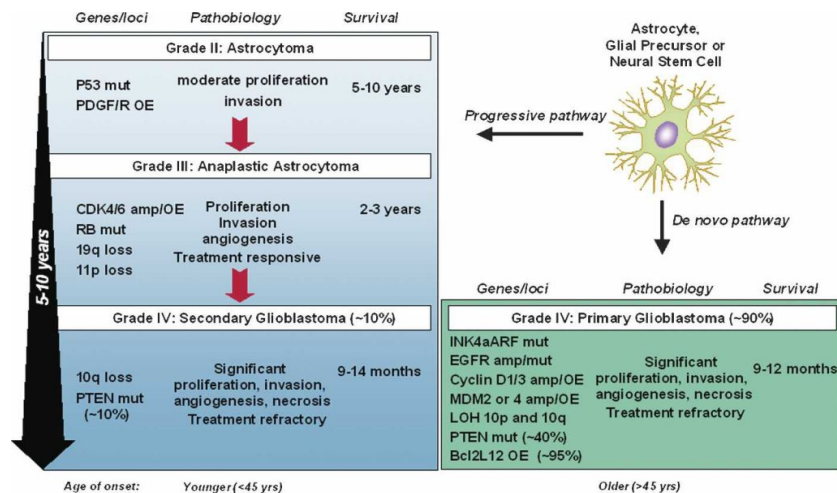 Genes/loci Pathobiology Survival
Grade II: Astrocytoma
P53 mut
PDGF/R OE
moderate proliferation
invasion
5-10 years
Grade III: Anaplastic Astrocytoma
CDK4/6 amp/OE
RB mut
19q loss
11p loss
Proliferation
Invasion
angiogenesis
Treatment responsive
2-3 years
Grade IV: Secondary Glioblastoma (~10%)
10q loss
PTEN mut
(~10%)
Significant
proliferation, invasion,
angiogenesis, necrosis
Treatment refractory
9-14 months
5-10 years
Age of onset: Younger (<45 yrs)
Astrocyte,
Glial Precursor or
Neural Stem Cell
Progressive pathway
De novo pathway
Genes/loci Pathobiology Survival
Grade IV: Primary Glioblastoma (~90%)
INK4aARF mut
EGFR amp/mut
Cyclin D1/3 amp/OE
MDM2 or 4 amp/OE
LOH 10p and 10q
PTEN mut (~40%)
Bcl2L12 OE (~95%)
Significant
proliferation, invasion,
angiogenesis, necrosis
Treatment refractory
9-12 months
Older (>45 yrs)